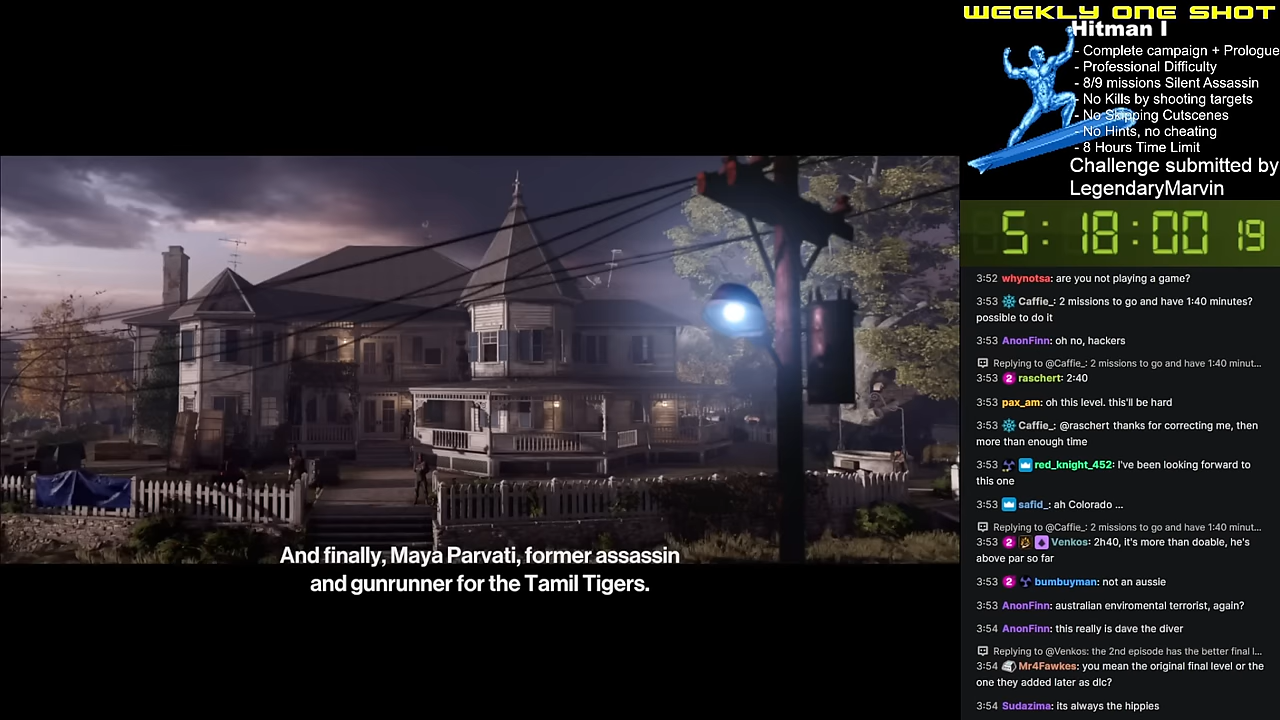 WEEKLY ONE SHOT
Hitman I
- Complete campaign + Prologue
- Professional Difficulty
- 8/9 missions Silent Assassin
- No Kills by shooting targets
- No Skipping Cutscenes
- No Hints, no cheating
- 8 Hours Time Limit
Challenge submitted by
LegendaryMarvin
5:18:00 19
3:52 whynotsa: are you not playing a game?
3:53 Caffie_: 2 missions to go and have 1:40 minutes?
possible to do it
3:53 AnonFinn: oh no, hackers
Replying to @Caffie_: 2 missions to go and have 1:40 minut...
3:53 2 raschert: 2:40
3:53 pax_am: oh this level. this'll be hard
3:53 Caffie_: @raschert thanks for correcting me, then
more than enough time
3:53 red_knight_452: I've been looking forward to
this one
3:53 safid_: ah Colorado ...
Replying to @Caffie_: 2 missions to go and have 1:40 minut...
3:53 2 Venkos: 2h40, it's more than doable, he's
above par so far
3:53 2 bumbuyman: not an aussie
3:53 AnonFinn: australian enviromental terrorist, again?
3:54 AnonFinn: this really is dave the diver
Replying to @Venkos: the 2nd episode has the better final l...
3:54 Mr4Fawkes: you mean the original final level or the
one they added later as dlc?
3:54 Sudazima: its always the hippies
And finally, Maya Parvati, former assassin
and gunrunner for the Tamil Tigers.